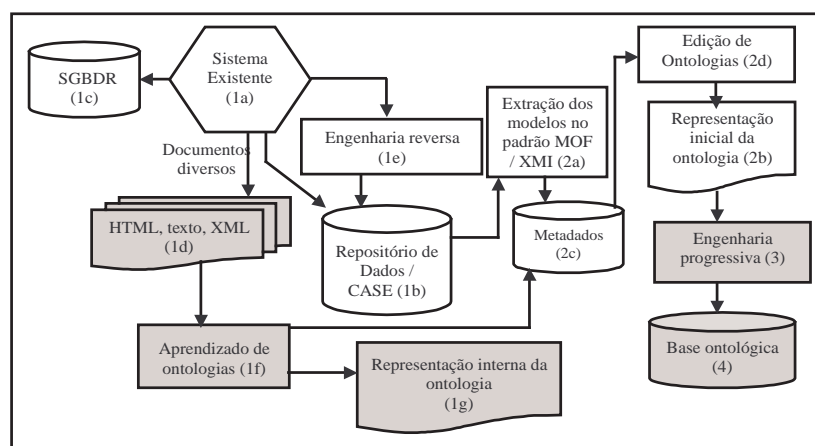 SGBDR
(1c)
Sistema
Existente
(1a)
Documentos
diversos
HTML, texto, XML
(1d)
Aprendizado de
ontologias (1f)
Engenharia reversa
(1e)
Repositório de
Dados /
CASE (1b)
Representação interna da
ontologia
(1g)
Extração dos
modelos no
padrão MOF
/ XMI (2a)
Metadados
(2c)
Edição de
Ontologias (2d)
Representação
inicial da
ontologia (2b)
Engenharia
progressiva (3)
Base ontológica
(4)